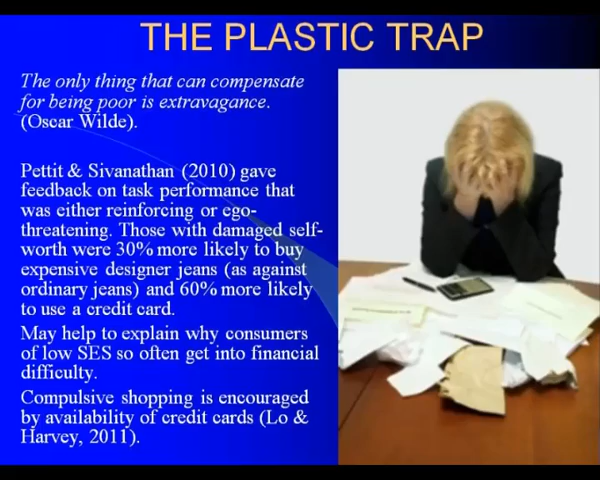 THE PLASTIC TRAP
The only thing that can compensate
for being poor is extravagance.
(Oscar Wilde).
Pettit & Sivanathan (2010) gave
feedback on task performance that
was either reinforcing or ego-
threatening. Those with damaged self-
worth were 30% more likely to buy
expensive designer jeans (as against
ordinary jeans) and 60% more likely
to use a credit card.
May help to explain why consumers
of low SES so often get into financial
difficulty.
Compulsive shopping is encouraged
by availability of credit cards (Lo &
Harvey, 2011).